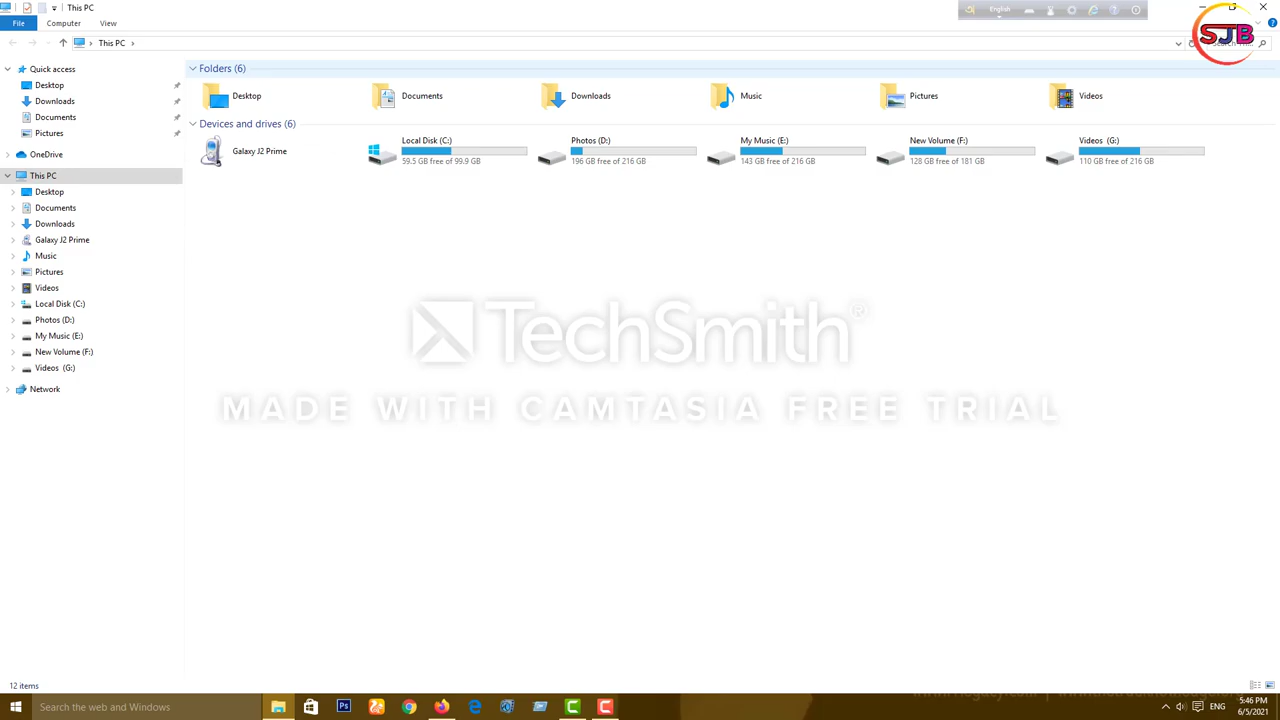 This PC
English
File
Computer
View
This PC
SJB
Quick access
Desktop
Downloads
Documents
Pictures
OneDrive
This PC
Desktop
Documents
Downloads
Galaxy J2 Prime
Music
Pictures
Videos
Local Disk (C:)
Photos (D:)
My Music (E:)
New Volume (F:)
Videos (G:)
Network
Folders (6)
Desktop
Documents
Downloads
Music
Pictures
Videos
Devices and drives (6)
Galaxy J2 Prime
Local Disk (C:)
59.5 GB free of 99.9 GB
Photos (D:)
196 GB free of 216 GB
My Music (E:)
143 GB free of 216 GB
New Volume (F:)
128 GB free of 181 GB
Videos (G:)
110 GB free of 216 GB
TechSmith®
MADE WITH CAMTASIA FREE TRIAL
12 items
Search the web and Windows
Ps
ENG
5:46 PM
6/5/2021